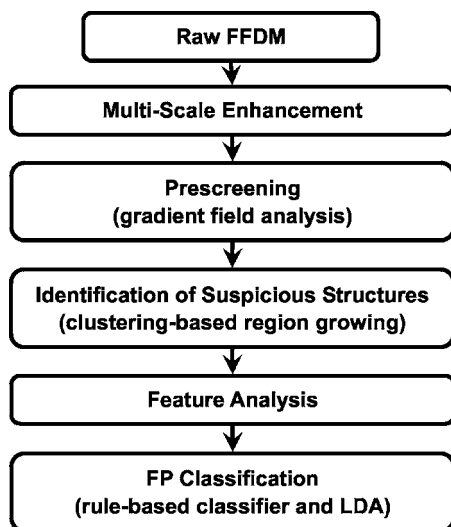 Raw FFDM
Multi-Scale Enhancement
Prescreening
(gradient field analysis)
Identification of Suspicious Structures
(clustering-based region growing)
Feature Analysis
FP Classification
(rule-based classifier and LDA)